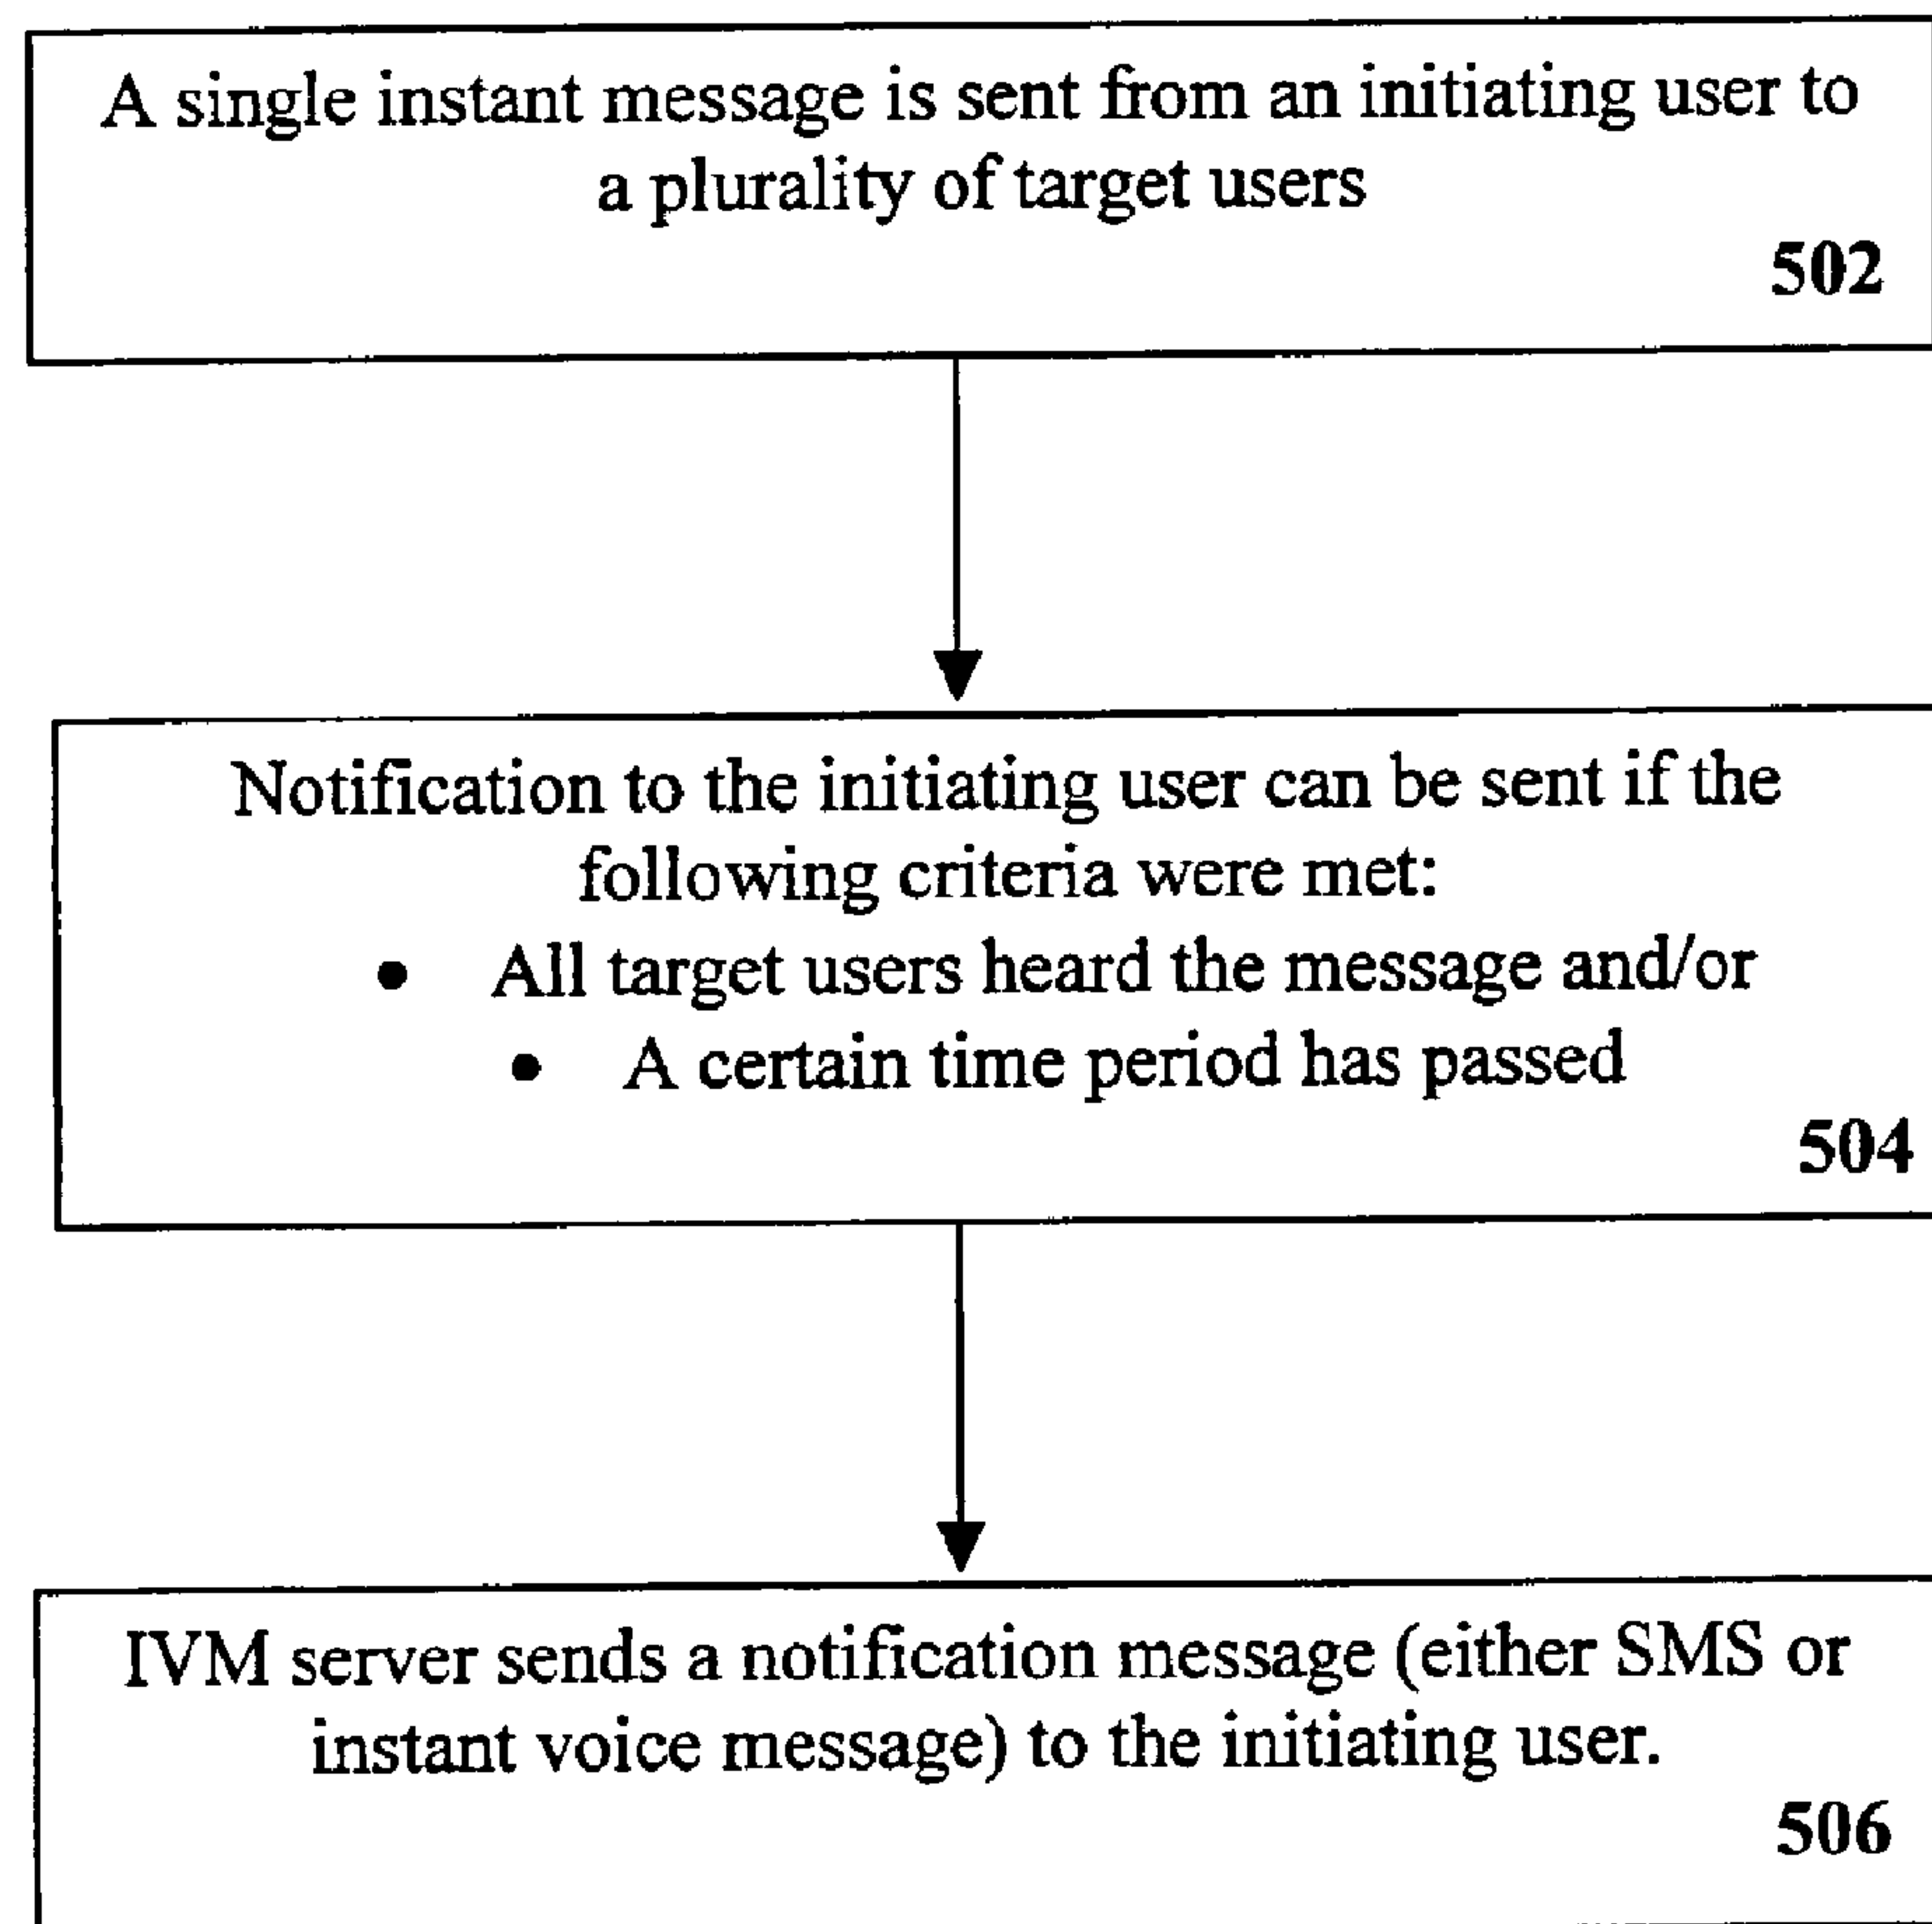 A single instant message is sent from an initiating user to
a plurality of target users
502
Notification to the initiating user can be sent if the
following criteria were met:
• All target users heard the message and/or
• A certain time period has passed
504
IVM server sends a notification message (either SMS or
instant voice message) to the initiating user.
506